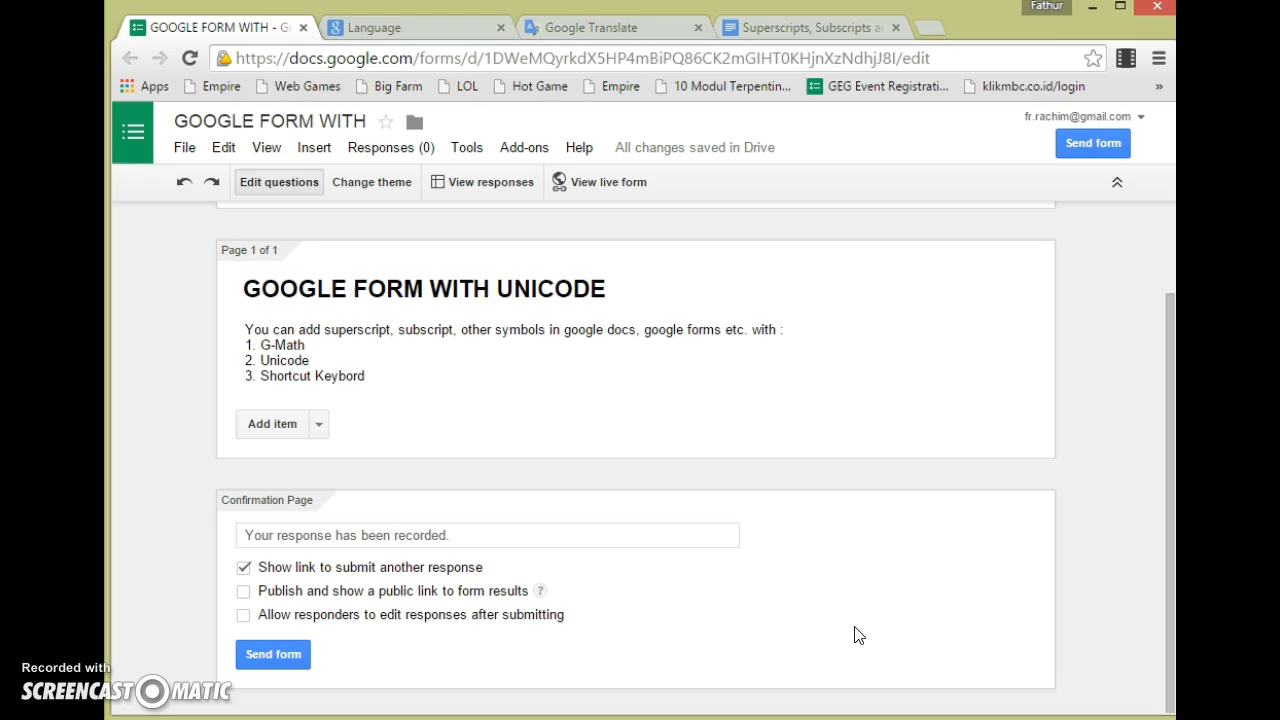 Fathur
GOOGLE FORM WITH - G
Language
Google Translate
Superscripts, Subscripts a
https://docs.google.com/forms/d/1DWeMQyrkdX5HP4mBiPQ86CK2mGIHT0KHjnXzNdhjJ8I/edit
Apps Empire Web Games Big Farm LOL Hot Game Empire 10 Modul Terpentin... GEG Event Registrati... klikmbc.co.id/login »
GOOGLE FORM WITH
fr.rachim@gmail.com
File Edit View Insert Responses (0) Tools Add-ons Help All changes saved in Drive
Send form
Edit questions Change theme View responses View live form
Page 1 of 1
GOOGLE FORM WITH UNICODE
You can add superscript, subscript, other symbols in google docs, google forms etc. with :
1. G-Math
2. Unicode
3. Shortcut Keybord
Add item
Confirmation Page
Your response has been recorded.
Show link to submit another response
Publish and show a public link to form results ?
Allow responders to edit responses after submitting
Send form
Recorded with
SCREENCAST O MATIC